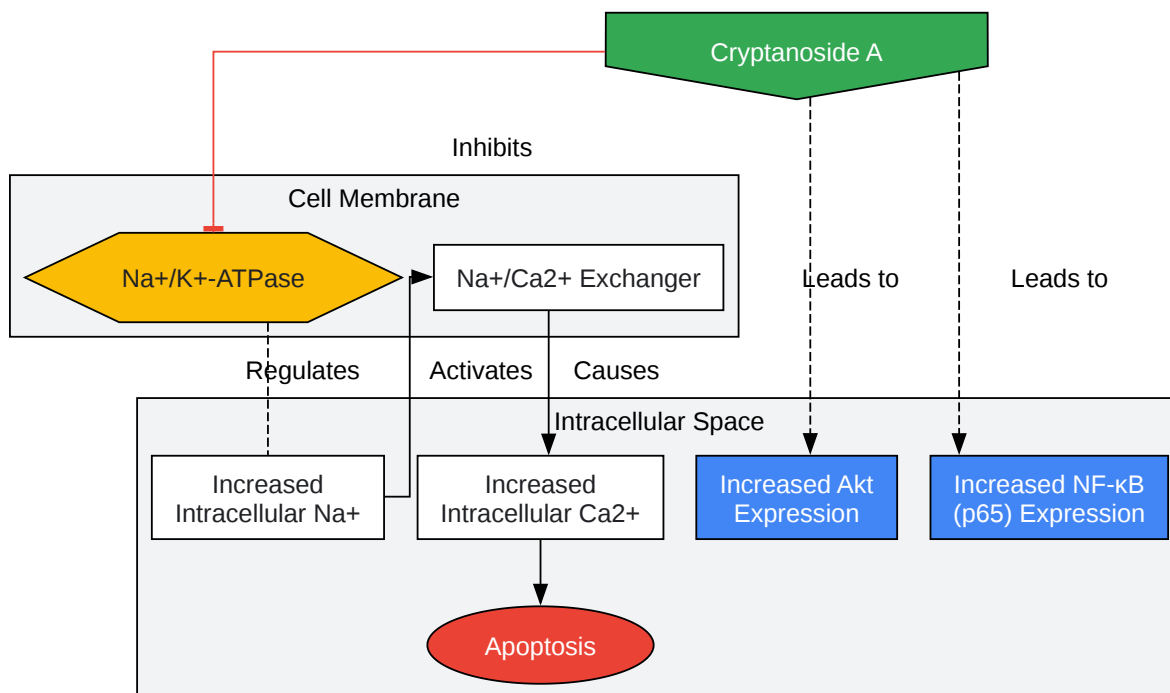 Cryptanoside A
Inhibits
Cell Membrane
Na+/K+-ATPase
Na+/Ca2+ Exchanger
Leads to
Leads to
Regulates
Activates
Causes
Intracellular Space
Increased
Intracellular Na+
Increased
Intracellular Ca2+
Increased Akt
Expression
Increased NF-κB
(p65) Expression
Apoptosis